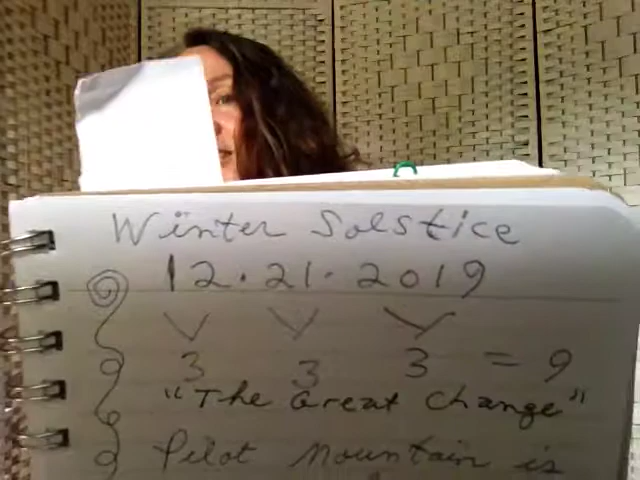 Winter Solstice
12.21.2019
3 3 3 = 9
"The Great Change"
Pilot Mountain is